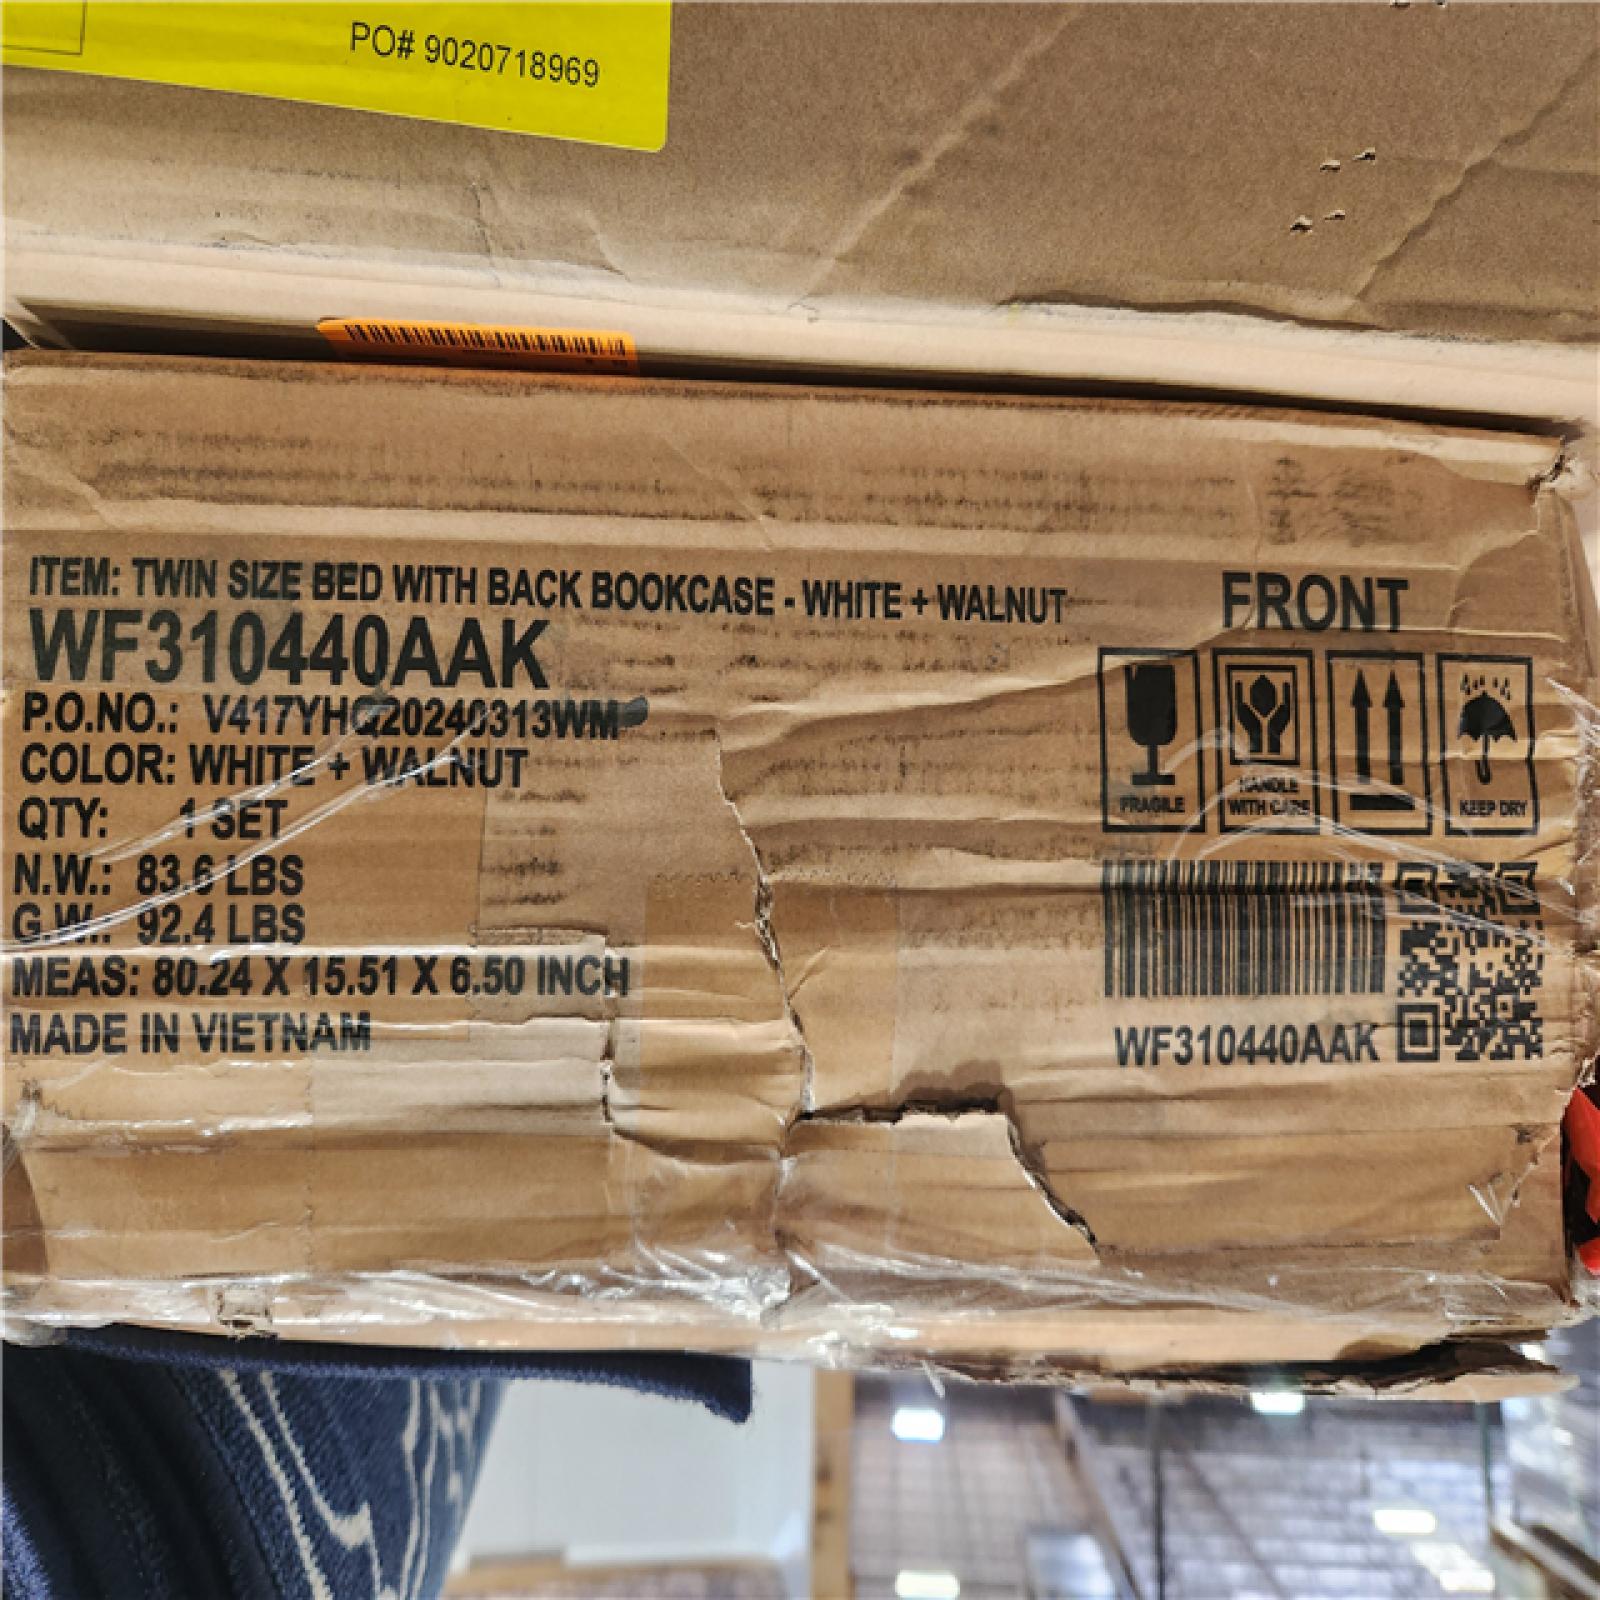 PO# 9020718969
ITEM: TWIN SIZE BED WITH BACK BOOKCASE - WHITE + WALNUT
WF310440AAK
P.O.NO.: V417YHQ20240313WM
COLOR: WHITE + WALNUT
QTY: 1 SET
N.W.: 83.6 LBS
G.W.: 92.4 LBS
MEAS: 80.24 X 15.51 X 6.50 INCH
MADE IN VIETNAM
FRONT
FRAGILE
HANDLE
WITH CARE
KEEP DRY
WF310440AAK